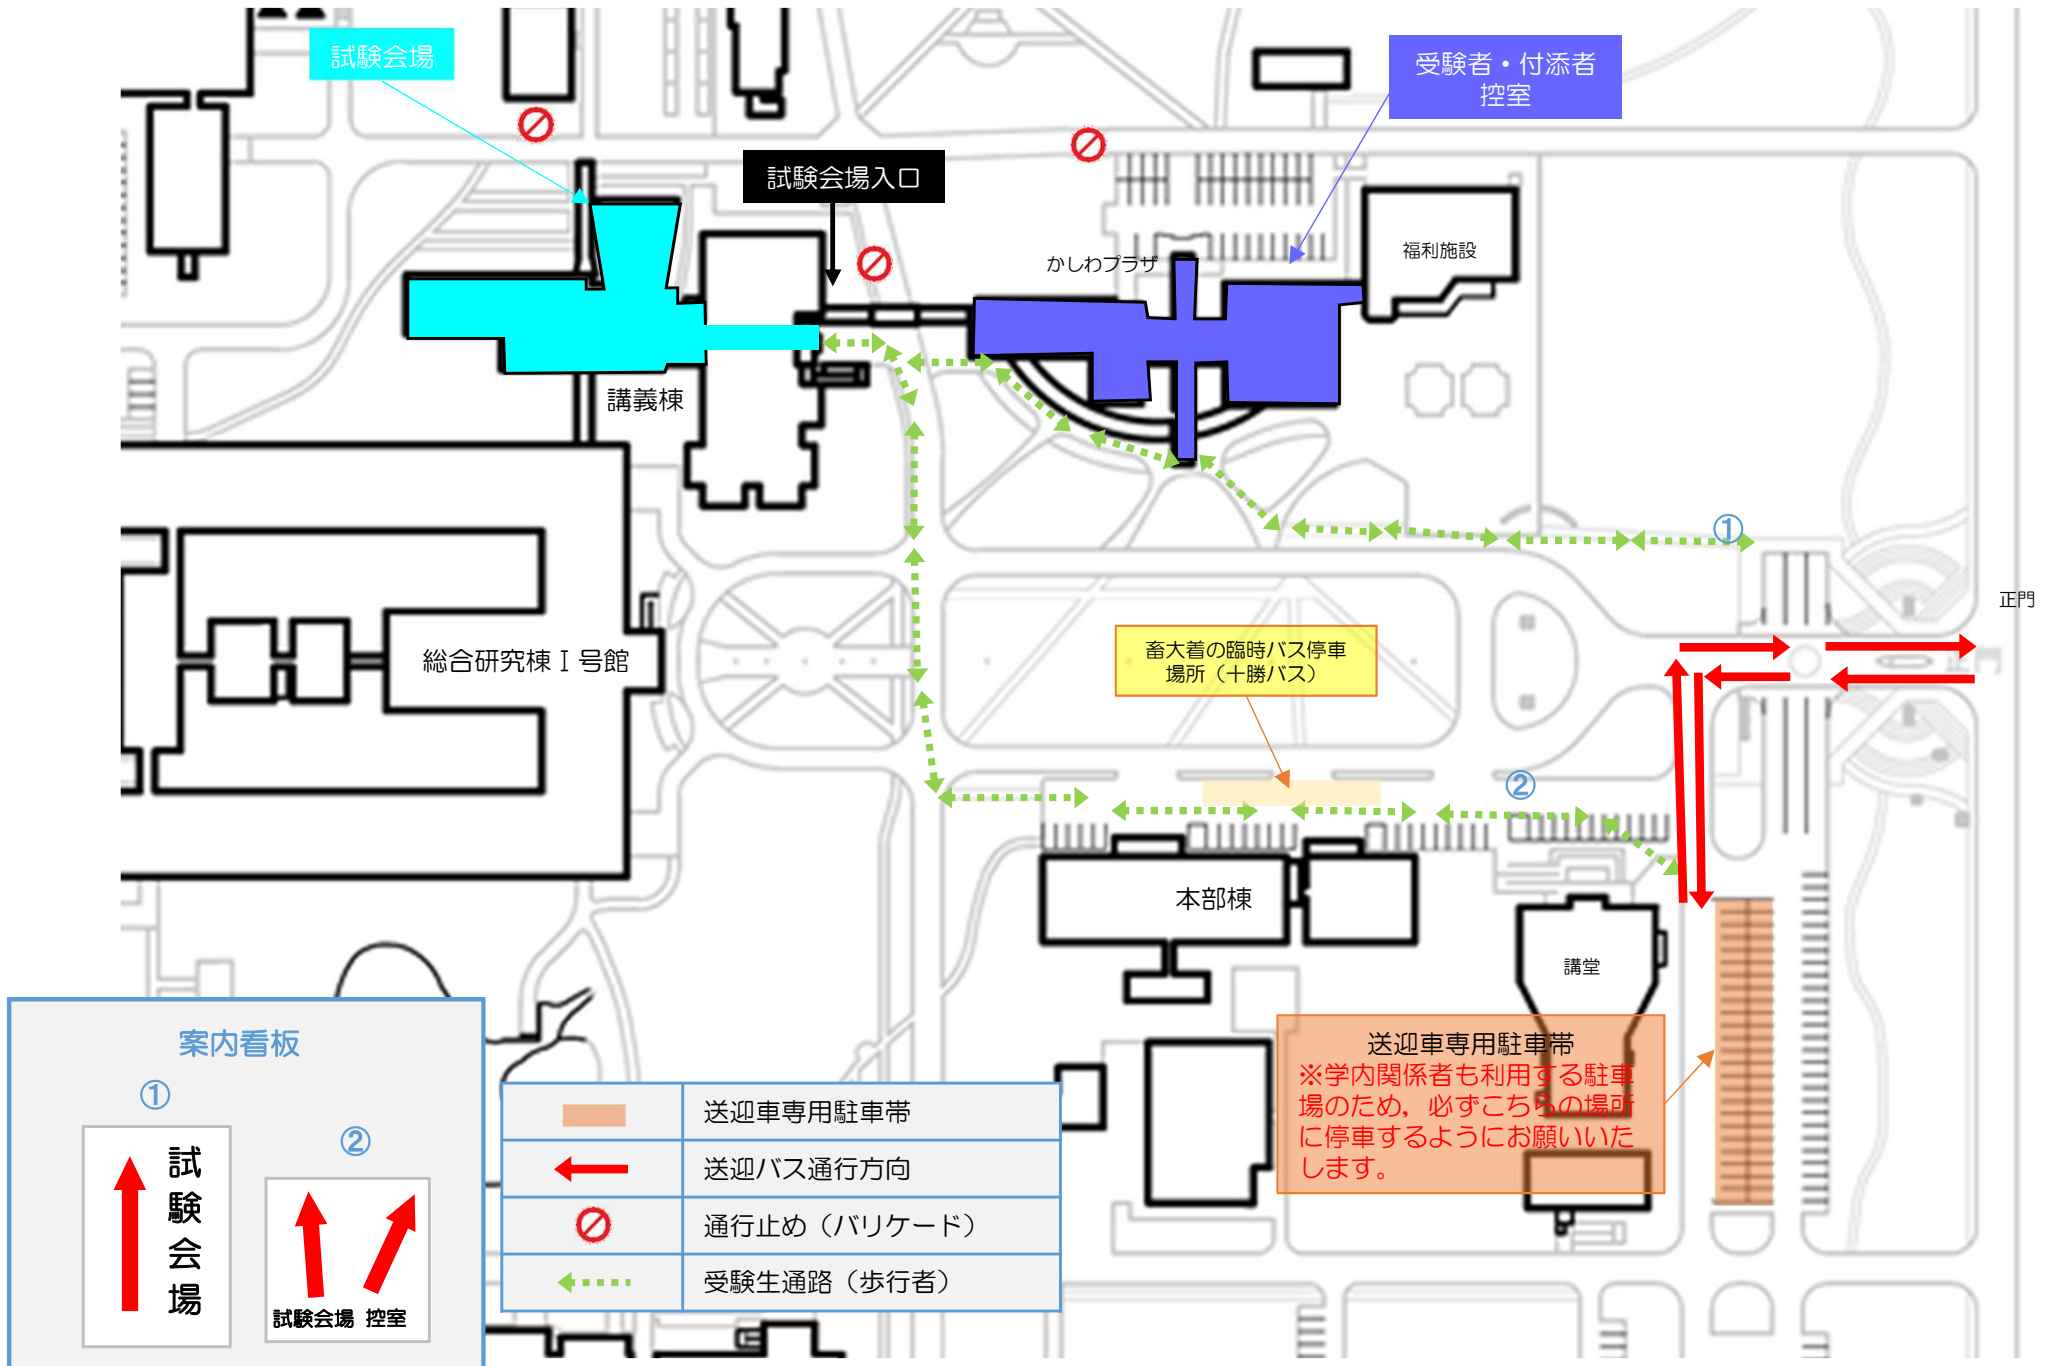 試験会場
受験者・付添者
控室
試験会場入口
かしわプラザ
福利施設
講義棟
①
正門
総合研究棟Ⅰ号館
畜大着の臨時バス停車
場所（十勝バス）
②
本部棟
講堂
送迎車専用駐車帯
※学内関係者も利用する駐車
場のため，必ずこちらの場所
に停車するようにお願いいた
します。
案内看板
①
試験会場
②
試験会場 控室
送迎車専用駐車帯
送迎バス通行方向
通行止め（バリケード）
受験生通路（歩行者）